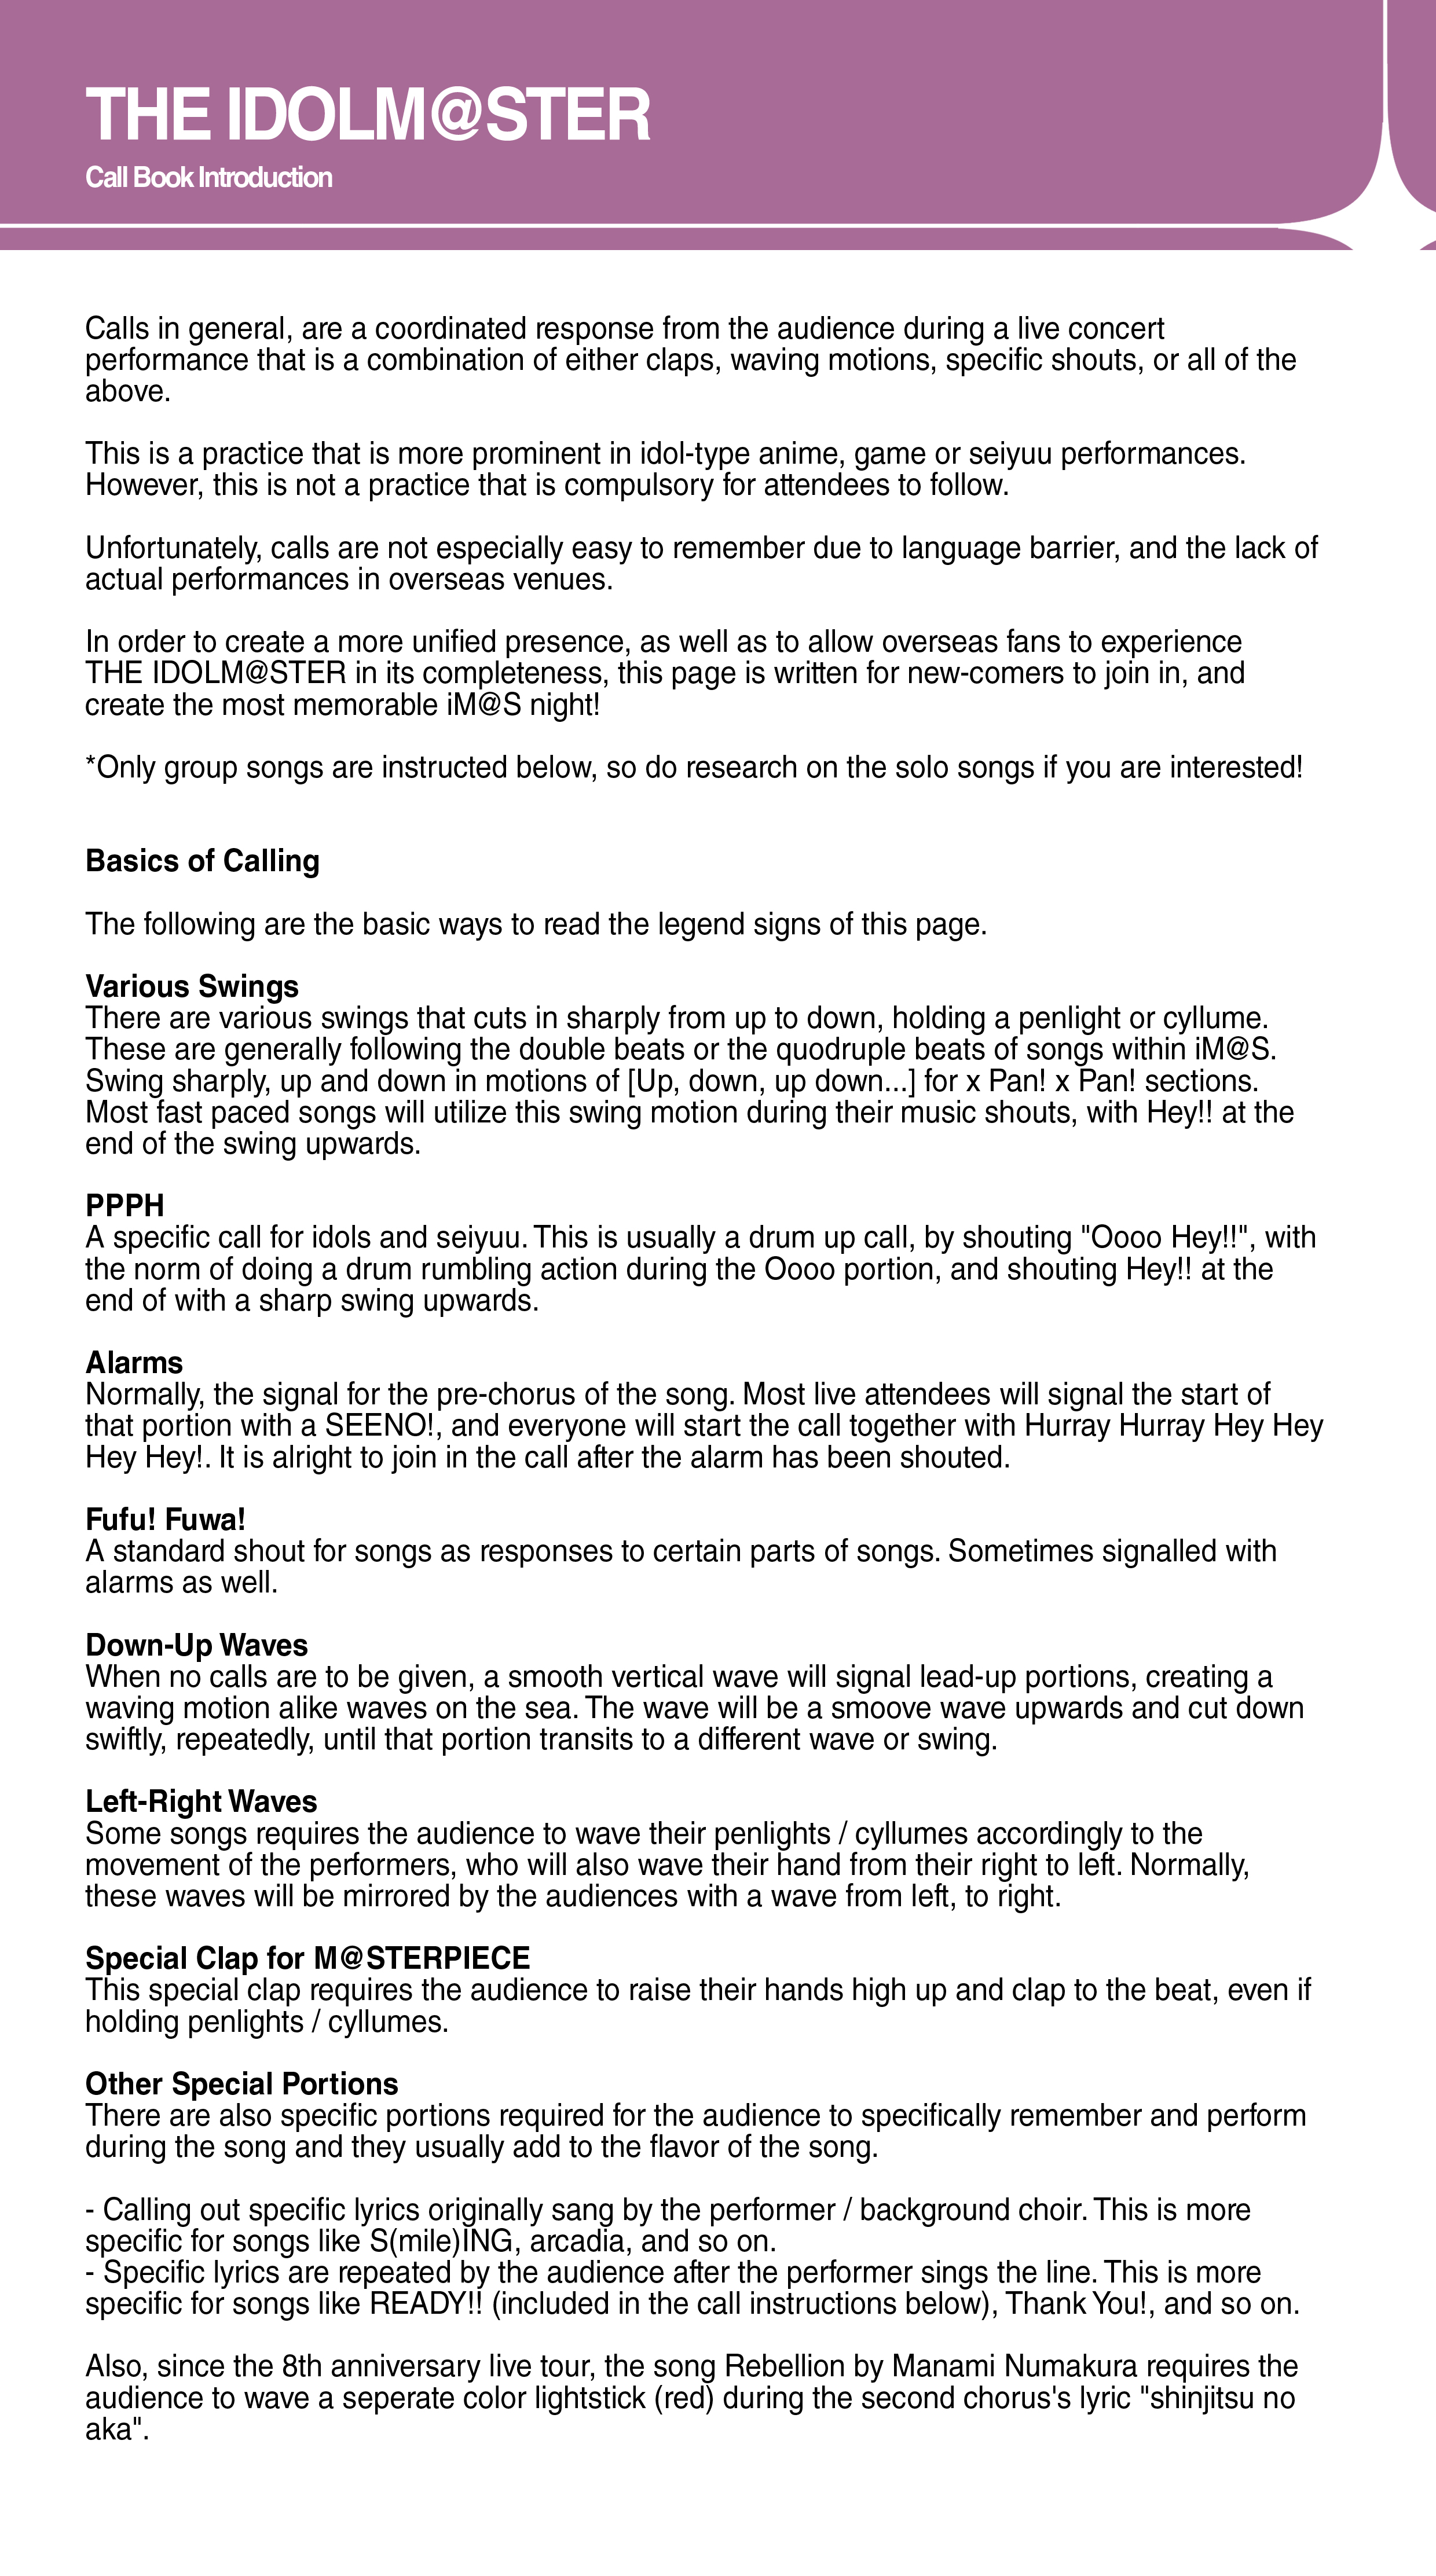 THE IDOLM@STER
Call Book Introduction
Calls in general, are a coordinated response from the audience during a live concert
performance that is a combination of either claps, waving motions, specific shouts, or all of the
above.
This is a practice that is more prominent in idol-type anime, game or seiyuu performances.
However, this is not a practice that is compulsory for attendees to follow.
Unfortunately, calls are not especially easy to remember due to language barrier, and the lack of
actual performances in overseas venues.
In order to create a more unified presence, as well as to allow overseas fans to experience
THE IDOLM@STER in its completeness, this page is written for new-comers to join in, and
create the most memorable iM@S night!
*Only group songs are instructed below, so do research on the solo songs if you are interested!
Basics of Calling
The following are the basic ways to read the legend signs of this page.
Various Swings
There are various swings that cuts in sharply from up to down, holding a penlight or cyllume.
These are generally following the double beats or the quodruple beats of songs within iM@S.
Swing sharply, up and down in motions of [Up, down, up down...] for x Pan! x Pan! sections.
Most fast paced songs will utilize this swing motion during their music shouts, with Hey!! at the
end of the swing upwards.
PPPH
A specific call for idols and seiyuu. This is usually a drum up call, by shouting "Oooo Hey!!", with
the norm of doing a drum rumbling action during the Oooo portion, and shouting Hey!! at the
end of with a sharp swing upwards.
Alarms
Normally, the signal for the pre-chorus of the song. Most live attendees will signal the start of
that portion with a SEENO!, and everyone will start the call together with Hurray Hurray Hey Hey
Hey Hey!. It is alright to join in the call after the alarm has been shouted.
Fufu! Fuwa!
A standard shout for songs as responses to certain parts of songs. Sometimes signalled with
alarms as well.
Down-Up Waves
When no calls are to be given, a smooth vertical wave will signal lead-up portions, creating a
waving motion alike waves on the sea. The wave will be a smoove wave upwards and cut down
swiftly, repeatedly, until that portion transits to a different wave or swing.
Left-Right Waves
Some songs requires the audience to wave their penlights / cyllumes accordingly to the
movement of the performers, who will also wave their hand from their right to left. Normally,
these waves will be mirrored by the audiences with a wave from left, to right.
Special Clap for M@STERPIECE
This special clap requires the audience to raise their hands high up and clap to the beat, even if
holding penlights / cyllumes.
Other Special Portions
There are also specific portions required for the audience to specifically remember and perform
during the song and they usually add to the flavor of the song.
- Calling out specific lyrics originally sang by the performer / background choir. This is more
specific for songs like S(mile)ING, arcadia, and so on.
- Specific lyrics are repeated by the audience after the performer sings the line. This is more
specific for songs like READY!! (included in the call instructions below), Thank You!, and so on.
Also, since the 8th anniversary live tour, the song Rebellion by Manami Numakura requires the
audience to wave a seperate color lightstick (red) during the second chorus's lyric "shinjitsu no
aka".